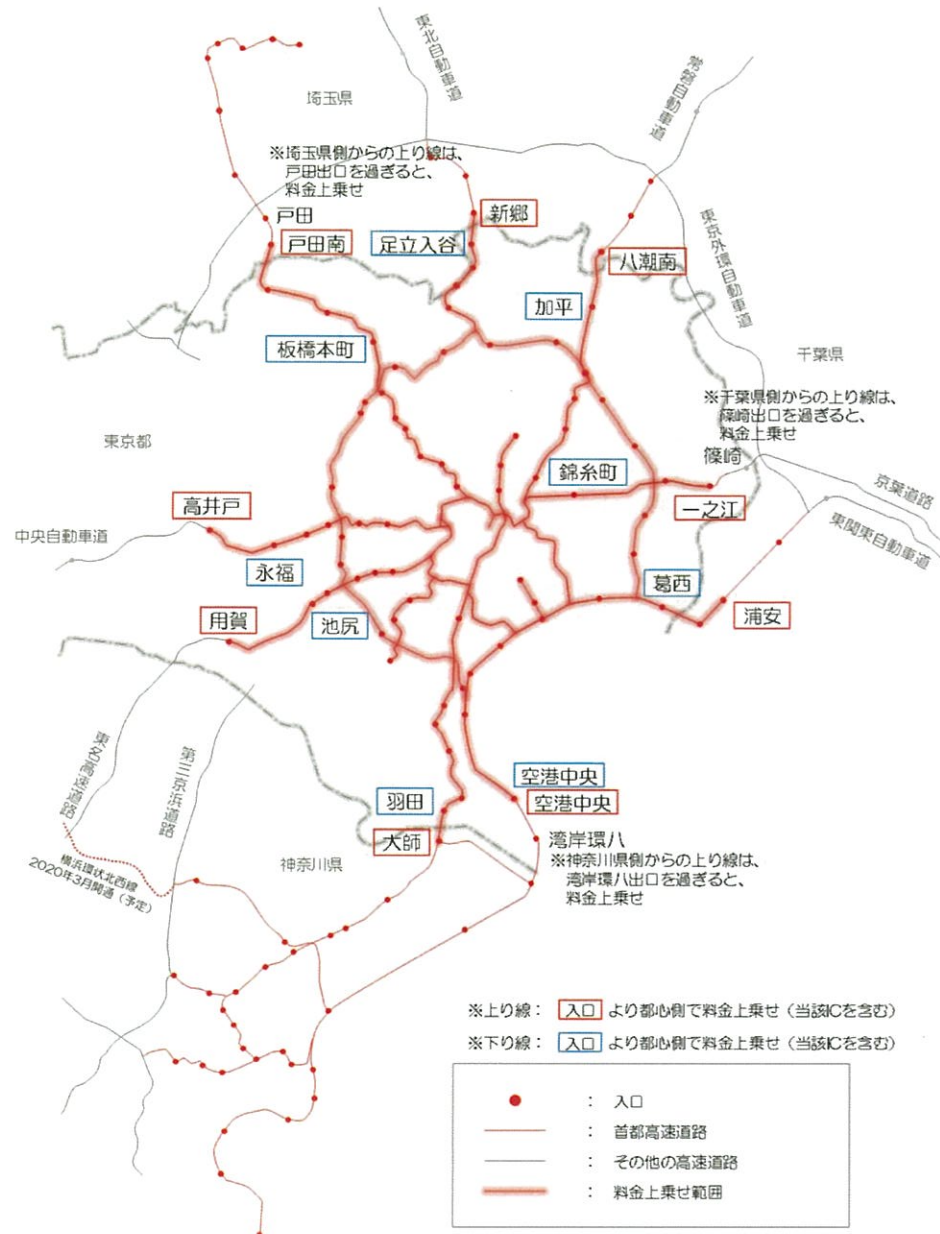 東北自動車道
常磐自動車道
埼玉県
※埼玉県側からの上り線は、
戸田出口を過ぎると、
料金上乗せ
戸田
戸田南
新郷
足立入谷
八潮南
東京外環自動車道
加平
板橋本町
千葉県
※千葉県側からの上り線は、
篠崎出口を過ぎると、
料金上乗せ
東京都
篠崎
錦糸町
京葉道路
高井戸
一之江
東関東自動車道
中央自動車道
永福
葛西
用賀
池尻
浦安
東名高速道路
第三京浜道路
空港中央
羽田
空港中央
大師
湾岸環八
※神奈川県側からの上り線は、
湾岸環八出口を過ぎると、
料金上乗せ
神奈川県
横浜環状北西線
2020年3月開通（予定）
※上り線： 入口 より都心側で料金上乗せ（当該ICを含む）
※下り線： 入口 より都心側で料金上乗せ（当該ICを含む）
： 入口
： 首都高速道路
： その他の高速道路
： 料金上乗せ範囲